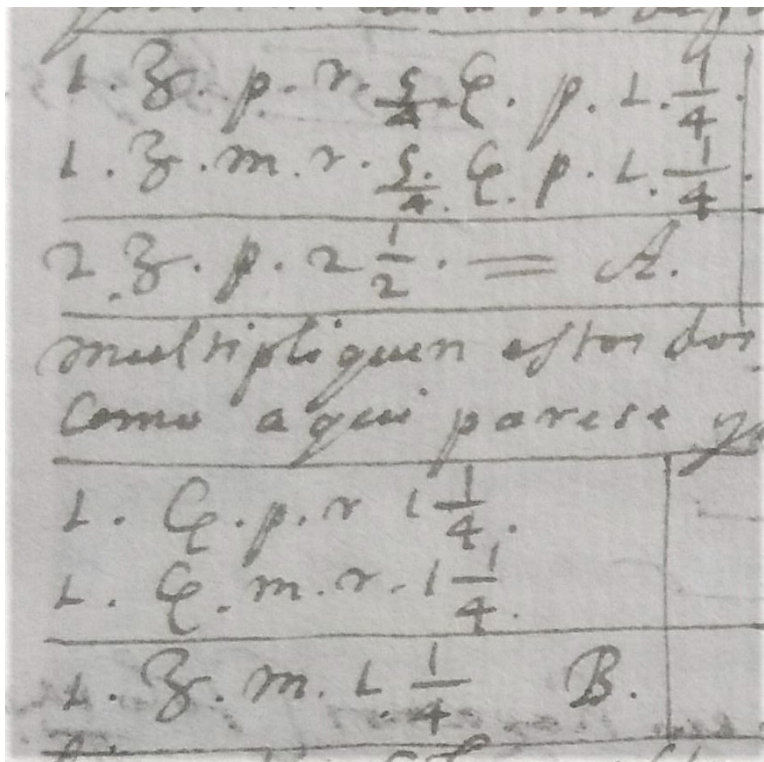 1. ʒ. p. r. 5/4 ꞓ. p. 1. 1/4.
1. ʒ. m. r. 5/4. ꞓ. p. 1. 1/4.
2. ʒ. p. 2 1/2. = A.
multipliquen estos dos
Como aqui parese
1. ꞓ. p. r 1 1/4.
1. ꞓ. m. r. 1 1/4.
1. ʒ. m. 1 1/4 B.